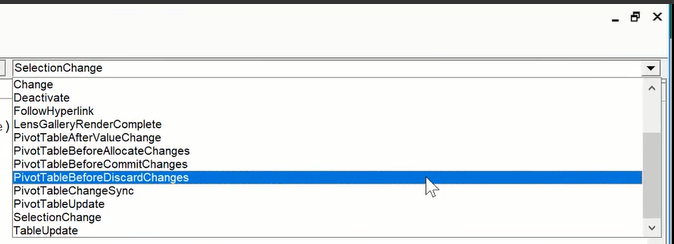 SelectionChange
Change
Deactivate
)
FollowHyperlink
LensGalleryRenderComplete
PivotTableAfterValueChange
PivotTableBeforeAllocateChanges
PivotTableBeforeCommitChanges
PivotTableBeforeDiscardChanges
PivotTableChangeSync
PivotTableUpdate
SelectionChange
TableUpdate